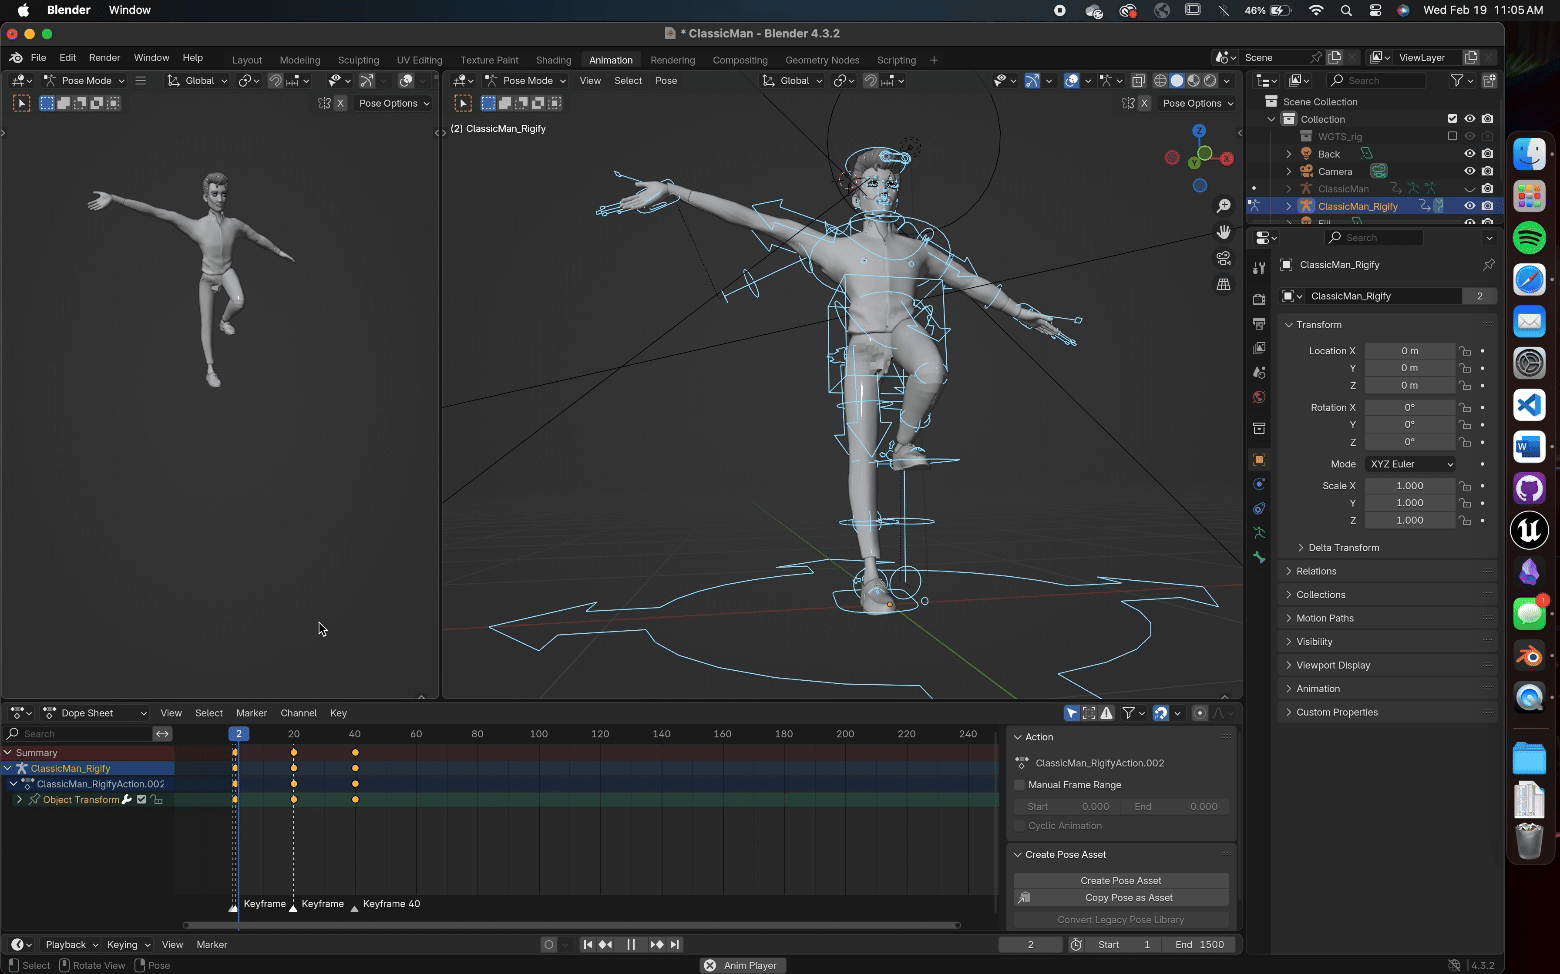 Blender Window 46% Wed Feb 19 11:05 AM
* ClassicMan - Blender 4.3.2
File Edit Render Window Help Layout Modeling Sculpting UV Editing Texture Paint Shading Animation Rendering Compositing Geometry Nodes Scripting + Scene ViewLayer
Pose Mode Global Pose Mode View Select Pose Global Search
X Pose Options X Pose Options
Scene Collection
Collection
(2) ClassicMan_Rigify
WGTS_rig
Back
Camera
ClassicMan
ClassicMan_Rigify
Search
ClassicMan_Rigify
ClassicMan_Rigify 2
Transform
Location X 0 m
Y 0 m
Z 0 m
Rotation X 0°
Y 0°
Z 0°
Mode XYZ Euler
Scale X 1.000
Y 1.000
Z 1.000
Delta Transform
Relations
Collections
Motion Paths
Visibility
Viewport Display
Animation
Custom Properties
Z
X
Y
1
Dope Sheet View Select Marker Channel Key
Search 2 20 40 60 80 100 120 140 160 180 200 220 240
Summary
ClassicMan_Rigify
ClassicMan_RigifyAction.002
Object Transform
Keyframe Keyframe Keyframe 40
Action
ClassicMan_RigifyAction.002
Manual Frame Range
Start 0.000 End 0.000
Cyclic Animation
Create Pose Asset
Create Pose Asset
Copy Pose as Asset
Convert Legacy Pose Library
Playback Keying View Marker 2 Start 1 End 1500
Select Rotate View Pose Anim Player 4.3.2